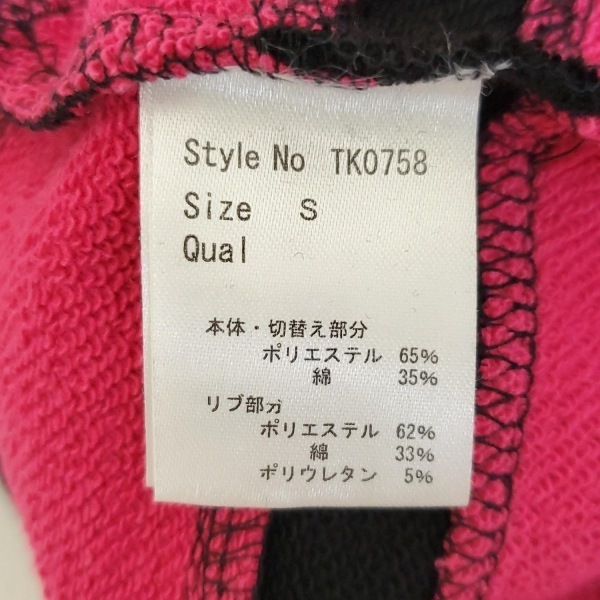 Style No TK0758
Size S
Qual
本体・切替え部分
ポリエステル 65%
綿 35%
リブ部分
ポリエステル 62%
綿 33%
ポリウレタン 5%